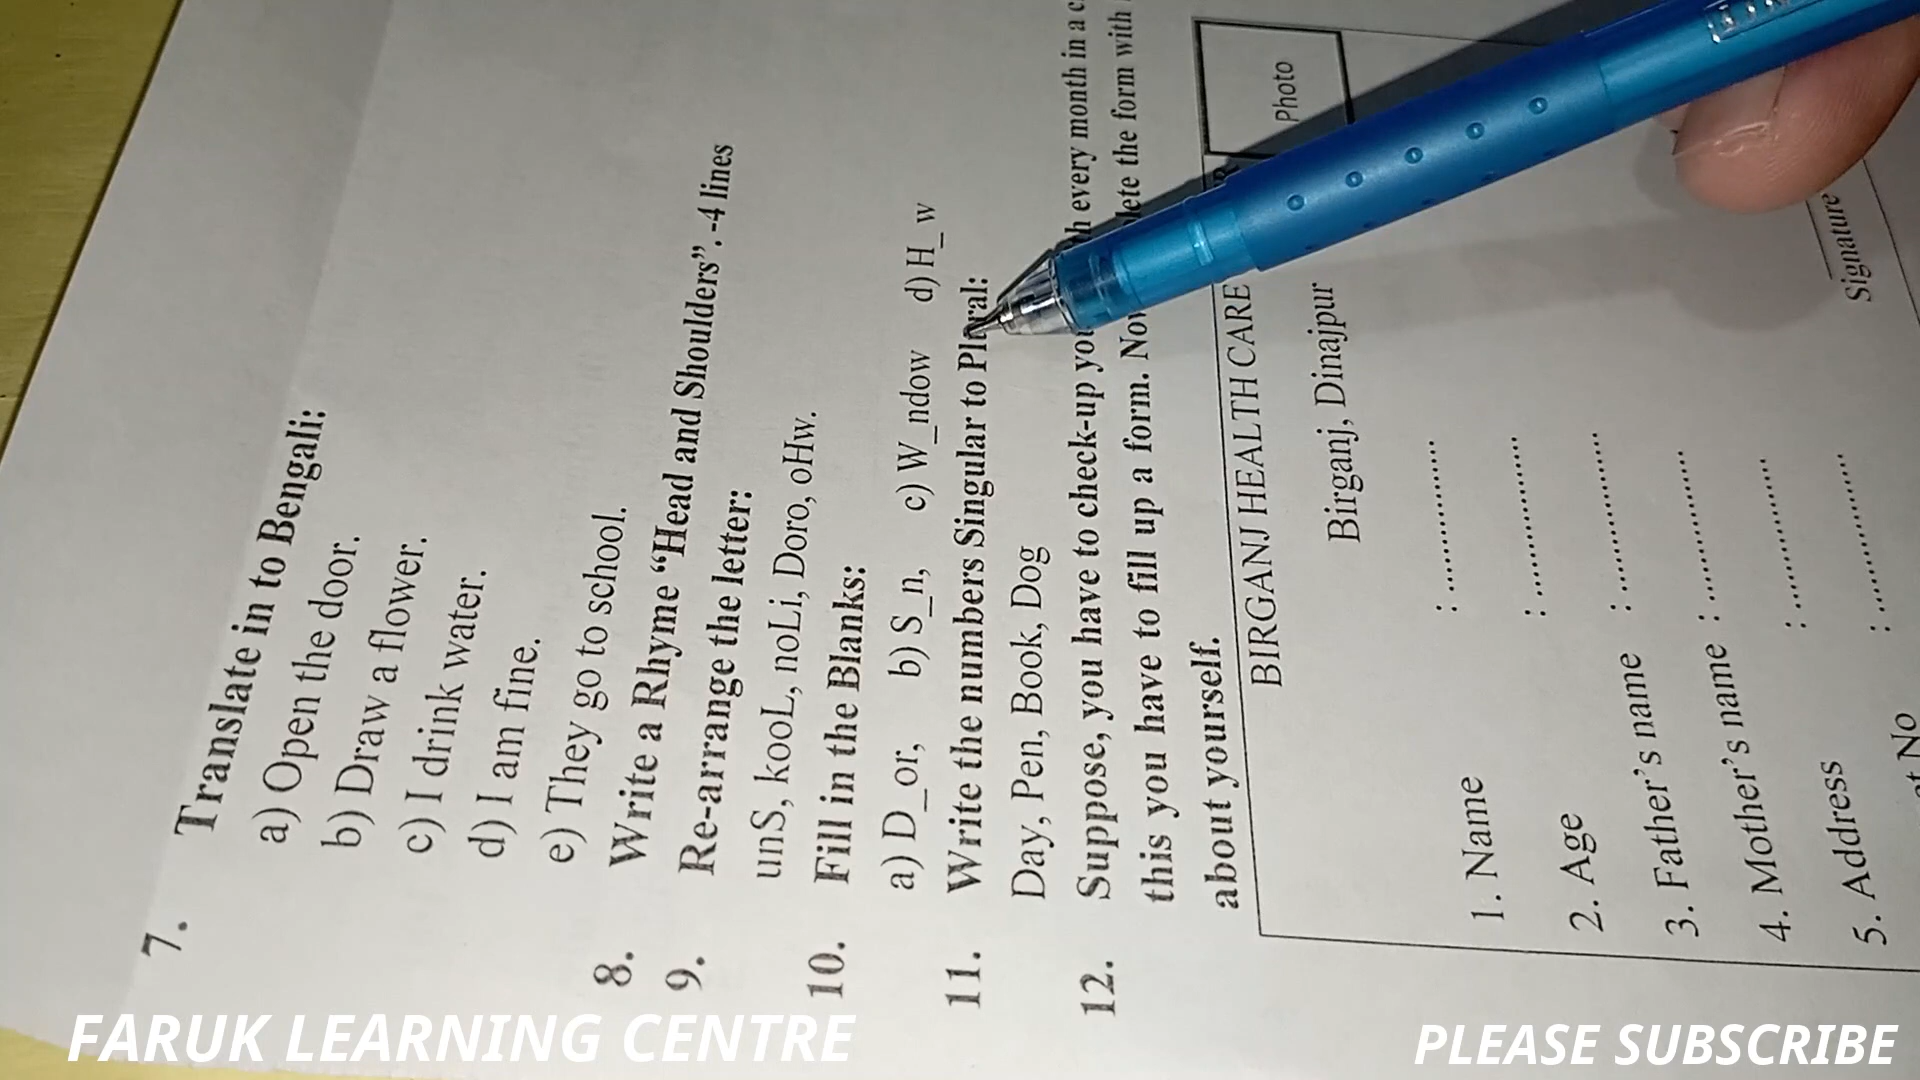 7. Translate in to Bengali:
a) Open the door.
b) Draw a flower.
c) I drink water.
d) I am fine.
e) They go to school.
8. Write a Rhyme “Head and Shoulders”. -4 lines
9. Re-arrange the letter:
unS, kooL, noLi, Doro, oHw.
10. Fill in the Blanks:
a) D_or, b) S_n, c) W_ndow d) H_w
11. Write the numbers Singular to Plural:
Day, Pen, Book, Dog
12. Suppose, you have to check-up every month in a
this you have to fill up a form. the form with
about yourself.
BIRGANJ HEALTH CARE
Photo
Birganj, Dinajpur
1. Name : ..............
2. Age : ..............
3. Father’s name : ..............
4. Mother’s name : ..............
5. Address : ..............
No : ..............
Signature
FARUK LEARNING CENTRE
PLEASE SUBSCRIBE